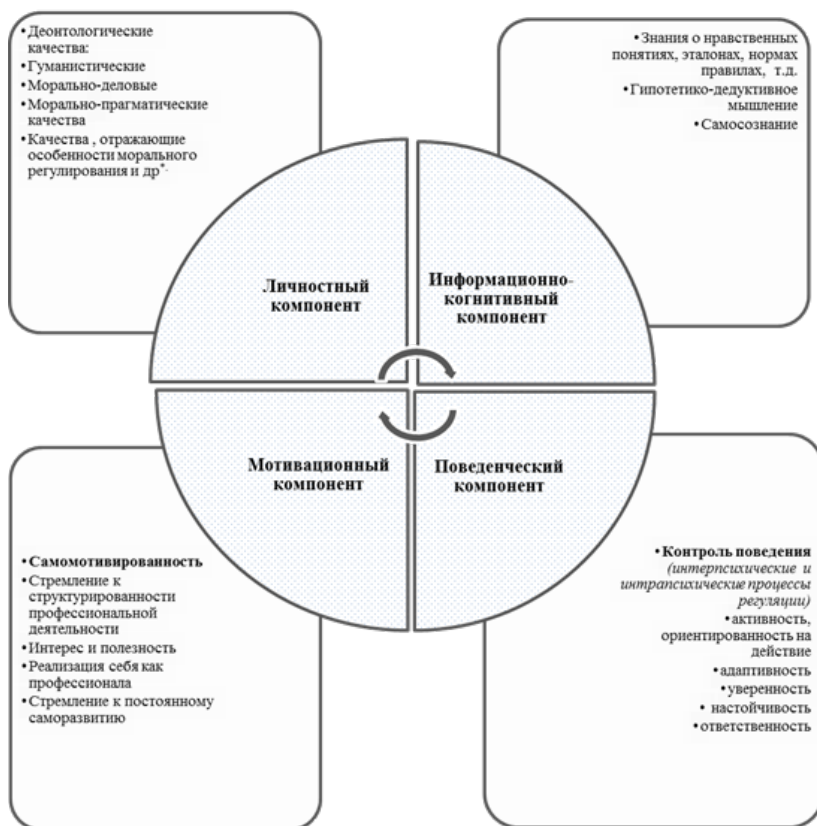 •Деонтологические
качества:
•Гуманистические
•Морально-деловые
•Морально-прагматические
качества
•Качества , отражающие
особенности морального
регулирования и др*.
•Знания о нравственных
понятиях, эталонах, нормах
правилах, т.д.
•Гипотетико-дедуктивное
мышление
•Самосознание
Личностный
компонент
Информационно-
когнитивный
компонент
Мотивационный
компонент
Поведенческий
компонент
•Самомотивированность
•Стремление к
структурированности
профессиональной
деятельности
•Интерес и полезность
•Реализация себя как
профессионала
•Стремление к постоянному
саморазвитию
•Контроль поведения
(интерпсихические и
интрапсихические процессы
регуляции)
•активность,
ориентированность на
действие
•адаптивность
•уверенность
• настойчивость
•ответственность